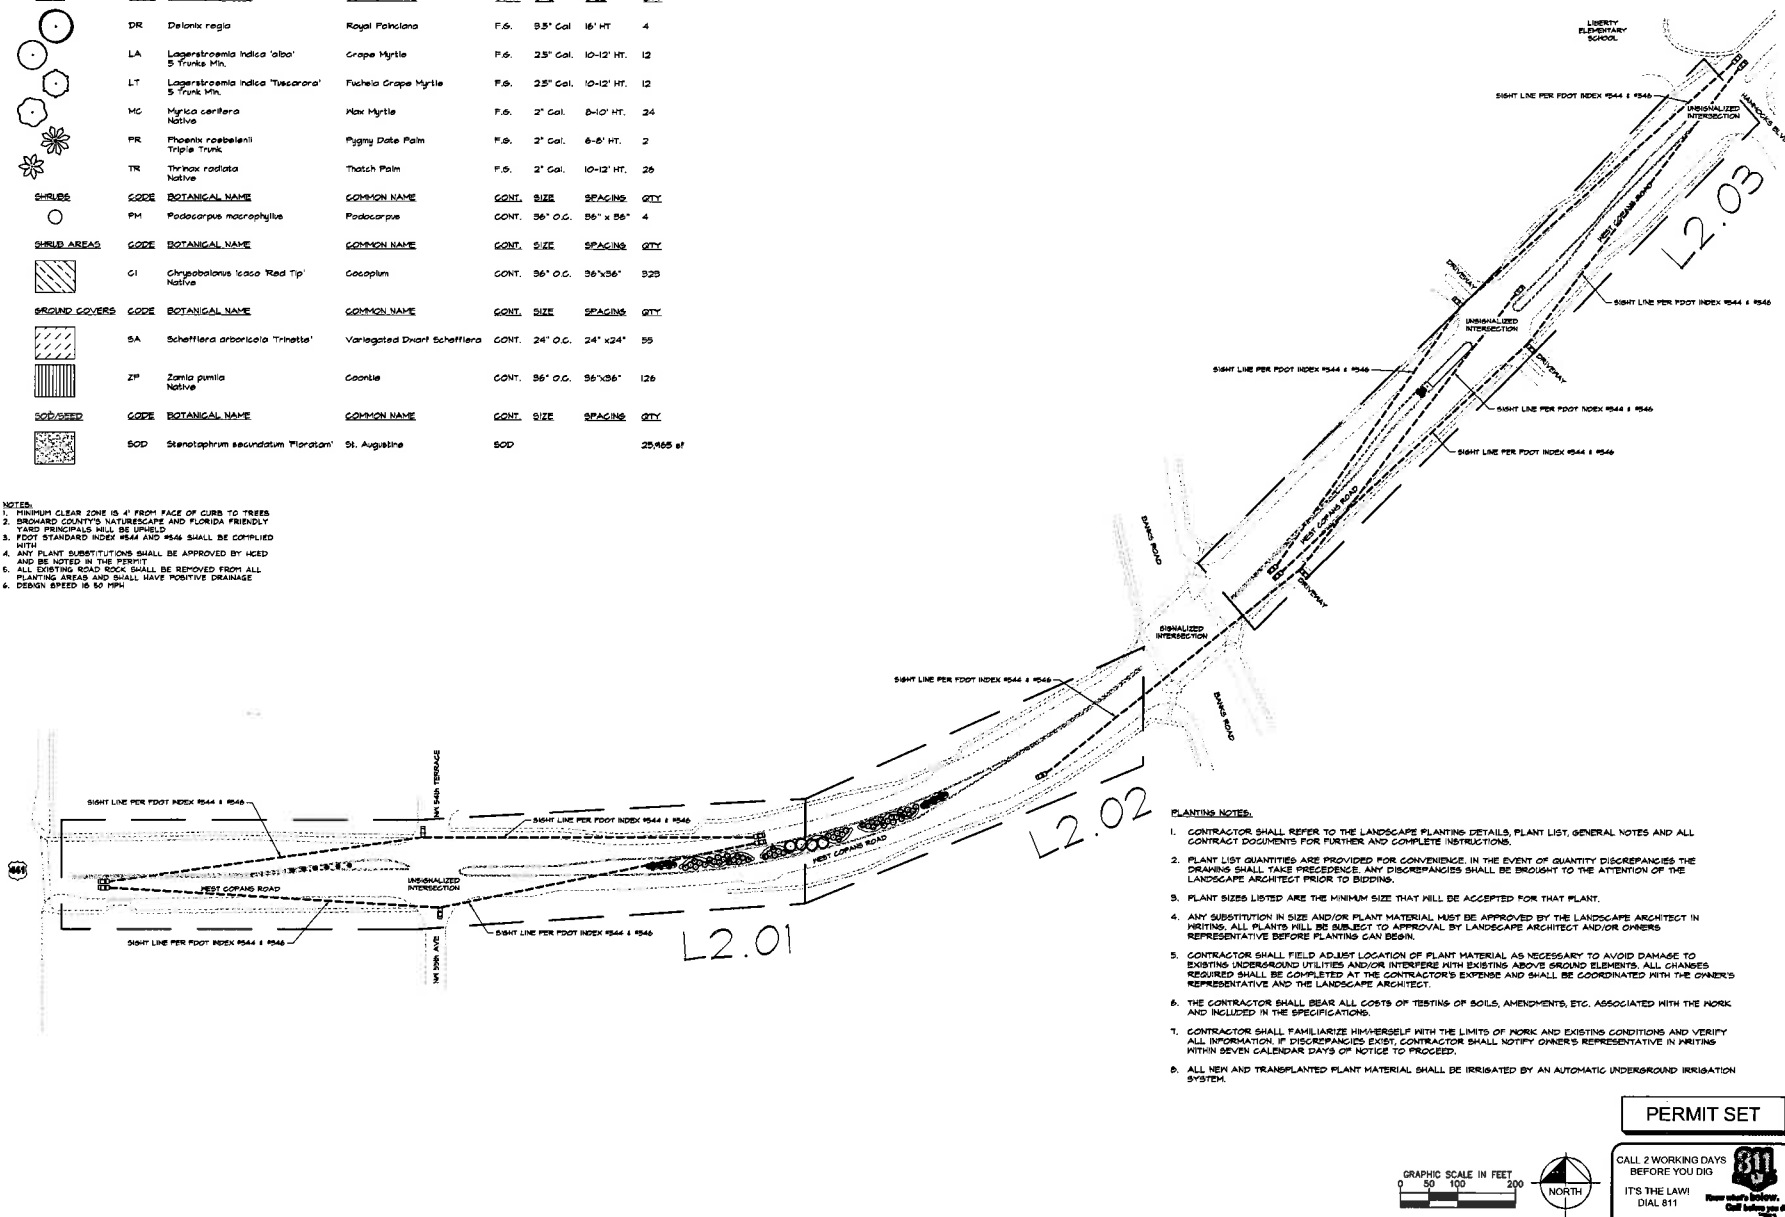 DR Delonix regia Royal Poinciana F.G. 3.5" Cal 16' HT 4
LA Lagerstroemia indica 'alba' Crape Myrtle F.G. 2.5" Cal. 10-12' HT. 12
5 Trunks Min.
LT Lagerstroemia indica 'Tuscarora' Fuchsia Crape Myrtle F.G. 2.5" Cal. 10-12' HT. 12
5 Trunk Min.
MC Myrica cerifera Wax Myrtle F.G. 2" Cal. 8-10' HT. 24
Native
PR Phoenix roebelenii Pygmy Date Palm F.G. 2" Cal. 6-8' HT. 2
Triple Trunk
TR Thrinax radiata Thatch Palm F.G. 2" Cal. 10-12' HT. 26
Native
SHRUBS CODE BOTANICAL NAME COMMON NAME CONT. SIZE SPACING QTY
PM Podocarpus macrophyllus Podocarpus CONT. 36" O.C. 36" x 36" 4
SHRUB AREAS CODE BOTANICAL NAME COMMON NAME CONT. SIZE SPACING QTY
CI Chrysobalanus icaco 'Red Tip' Cocoplum CONT. 36" O.C. 36"x36" 323
Native
GROUND COVERS CODE BOTANICAL NAME COMMON NAME CONT. SIZE SPACING QTY
SA Schefflera arboricola 'Trinette' Variegated Dwarf Schefflera CONT. 24" O.C. 24" x24" 55
ZP Zamia pumila Coontie CONT. 36" O.C. 36"x36" 126
Native
SOD/SEED CODE BOTANICAL NAME COMMON NAME CONT. SIZE SPACING QTY
SOD Stenotaphrum secundatum 'Floratam' St. Augustine SOD 25,965 sf
NOTES:
1. MINIMUM CLEAR ZONE IS 4' FROM FACE OF CURB TO TREES
2. BROWARD COUNTY'S NATURESCAPE AND FLORIDA FRIENDLY
YARD PRINCIPALS WILL BE UPHELD
3. FDOT STANDARD INDEX #544 AND #546 SHALL BE COMPLIED
WITH
4. ANY PLANT SUBSTITUTIONS SHALL BE APPROVED BY HCED
AND BE NOTED IN THE PERMIT
5. ALL EXISTING ROAD ROCK SHALL BE REMOVED FROM ALL
PLANTING AREAS AND SHALL HAVE POSITIVE DRAINAGE
6. DESIGN SPEED IS 50 MPH
LIBERTY
ELEMENTARY
SCHOOL
SIGHT LINE PER FDOT INDEX #544 & #546
UNSIGNALIZED
INTERSECTION
HAMMOCKS BLVD
WEST COPANS ROAD
L2.03
DRIVEWAY
SIGHT LINE PER FDOT INDEX #544 & #546
UNSIGNALIZED
INTERSECTION
DRIVEWAY
SIGHT LINE PER FDOT INDEX #544 & #546
SIGHT LINE PER FDOT INDEX #544 & #546
SIGHT LINE PER FDOT INDEX #544 & #546
WEST COPANS ROAD
BANKS ROAD
DRIVEWAY
SIGNALIZED
INTERSECTION
SIGHT LINE PER FDOT INDEX #544 & #546
BANKS ROAD
NW 54th TERRACE
SIGHT LINE PER FDOT INDEX #544 & #546
SIGHT LINE PER FDOT INDEX #544 & #546
L2.02
WEST COPANS ROAD
441
WEST COPANS ROAD
UNSIGNALIZED
INTERSECTION
SIGHT LINE PER FDOT INDEX #544 & #546
SIGHT LINE PER FDOT INDEX #544 & #546
L2.01
NW 55th AVE
PLANTING NOTES:
1. CONTRACTOR SHALL REFER TO THE LANDSCAPE PLANTING DETAILS, PLANT LIST, GENERAL NOTES AND ALL
CONTRACT DOCUMENTS FOR FURTHER AND COMPLETE INSTRUCTIONS.
2. PLANT LIST QUANTITIES ARE PROVIDED FOR CONVENIENCE. IN THE EVENT OF QUANTITY DISCREPANCIES THE
DRAWING SHALL TAKE PRECEDENCE. ANY DISCREPANCIES SHALL BE BROUGHT TO THE ATTENTION OF THE
LANDSCAPE ARCHITECT PRIOR TO BIDDING.
3. PLANT SIZES LISTED ARE THE MINIMUM SIZE THAT WILL BE ACCEPTED FOR THAT PLANT.
4. ANY SUBSTITUTION IN SIZE AND/OR PLANT MATERIAL MUST BE APPROVED BY THE LANDSCAPE ARCHITECT IN
WRITING. ALL PLANTS WILL BE SUBJECT TO APPROVAL BY LANDSCAPE ARCHITECT AND/OR OWNERS
REPRESENTATIVE BEFORE PLANTING CAN BEGIN.
5. CONTRACTOR SHALL FIELD ADJUST LOCATION OF PLANT MATERIAL AS NECESSARY TO AVOID DAMAGE TO
EXISTING UNDERGROUND UTILITIES AND/OR INTERFERE WITH EXISTING ABOVE GROUND ELEMENTS. ALL CHANGES
REQUIRED SHALL BE COMPLETED AT THE CONTRACTOR'S EXPENSE AND SHALL BE COORDINATED WITH THE OWNER'S
REPRESENTATIVE AND THE LANDSCAPE ARCHITECT.
6. THE CONTRACTOR SHALL BEAR ALL COSTS OF TESTING OF SOILS, AMENDMENTS, ETC. ASSOCIATED WITH THE WORK
AND INCLUDED IN THE SPECIFICATIONS.
7. CONTRACTOR SHALL FAMILIARIZE HIM/HERSELF WITH THE LIMITS OF WORK AND EXISTING CONDITIONS AND VERIFY
ALL INFORMATION. IF DISCREPANCIES EXIST, CONTRACTOR SHALL NOTIFY OWNER'S REPRESENTATIVE IN WRITING
WITHIN SEVEN CALENDAR DAYS OF NOTICE TO PROCEED.
8. ALL NEW AND TRANSPLANTED PLANT MATERIAL SHALL BE IRRIGATED BY AN AUTOMATIC UNDERGROUND IRRIGATION
SYSTEM.
PERMIT SET
GRAPHIC SCALE IN FEET
0 50 100 200
NORTH
CALL 2 WORKING DAYS
BEFORE YOU DIG
IT'S THE LAW!
DIAL 811
811
Know what's below.
Call before you